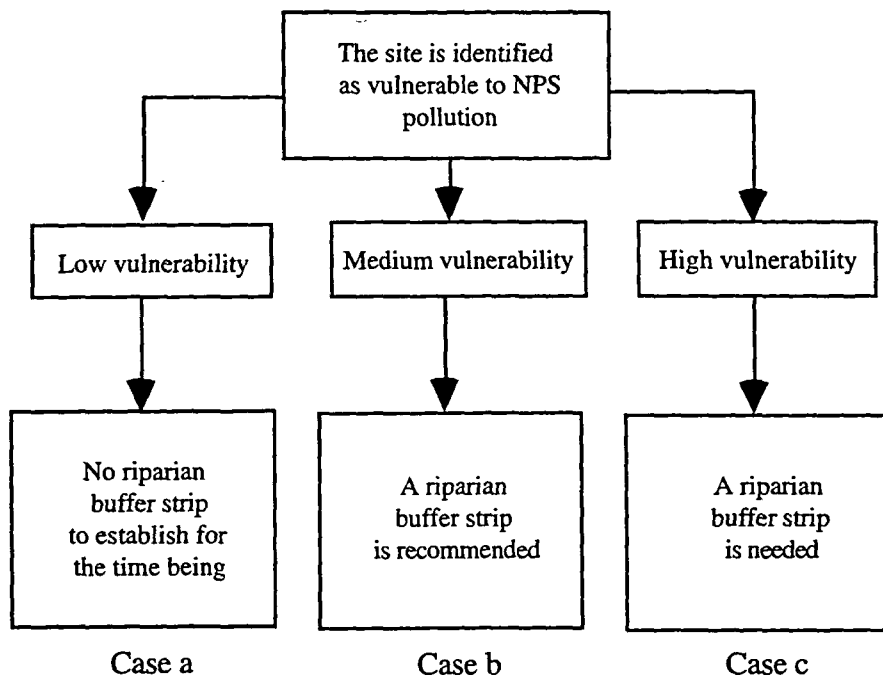 The site is identified
as vulnerable to NPS
pollution
Low vulnerability
Medium vulnerability
High vulnerability
No riparian
buffer strip
to establish for
the time being
A riparian
buffer strip
is recommended
A riparian
buffer strip
is needed
Case a
Case b
Case c